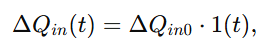 ΔQ_{in}(t) = ΔQ_{in0} · 1(t),